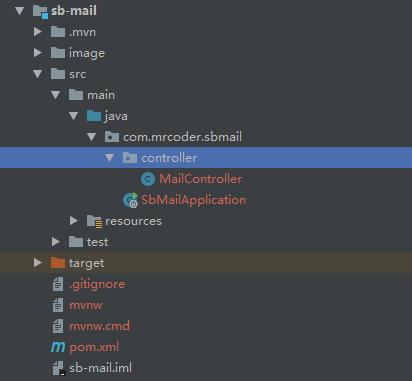 sb-mail
.mvn
image
src
main
java
com.mrcoder.sbmail
controller
MailController
SbMailApplication
resources
test
target
.gitignore
mvnw
mvnw.cmd
pom.xml
sb-mail.iml